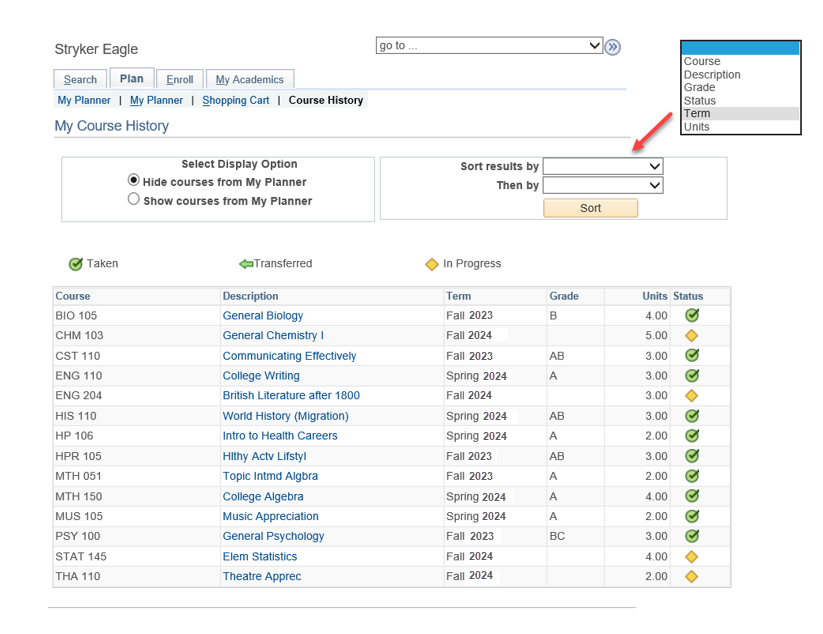 Stryker Eagle
go to ...
Search
Plan
Enroll
My Academics
My Planner | My Planner | Shopping Cart | Course History
My Course History
Course
Description
Grade
Status
Term
Units
Select Display Option
Hide courses from My Planner
Show courses from My Planner
Sort results by
Then by
Sort
Taken
Transferred
In Progress
Course Description Term Grade Units Status
BIO 105 General Biology Fall 2023 B 4.00
CHM 103 General Chemistry I Fall 2024 5.00
CST 110 Communicating Effectively Fall 2023 AB 3.00
ENG 110 College Writing Spring 2024 A 3.00
ENG 204 British Literature after 1800 Fall 2024 3.00
HIS 110 World History (Migration) Spring 2024 AB 3.00
HP 106 Intro to Health Careers Spring 2024 A 2.00
HPR 105 Hlthy Actv Lifstyl Fall 2023 AB 3.00
MTH 051 Topic Intmd Algbra Fall 2023 A 2.00
MTH 150 College Algebra Spring 2024 A 4.00
MUS 105 Music Appreciation Spring 2024 A 2.00
PSY 100 General Psychology Fall 2023 BC 3.00
STAT 145 Elem Statistics Fall 2024 4.00
THA 110 Theatre Apprec Fall 2024 2.00